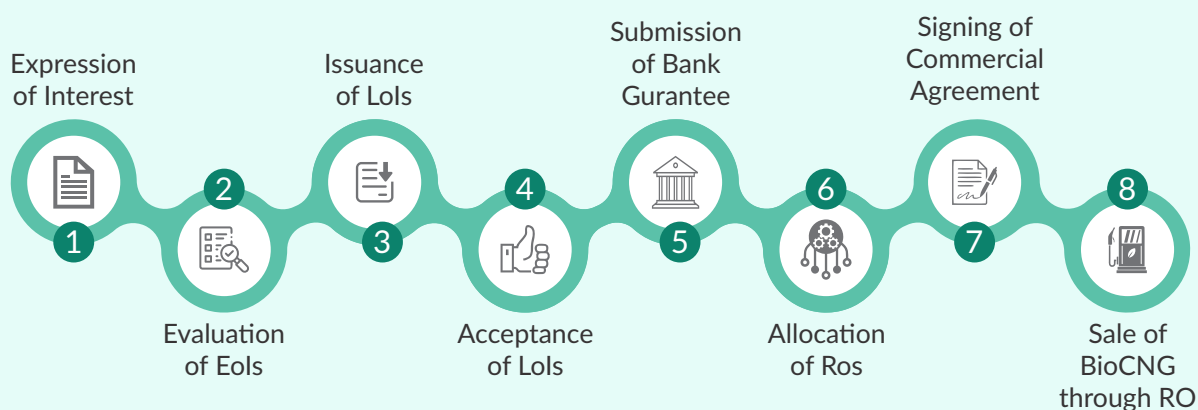 Expression
of Interest
1
2
Evaluation
of EoIs
Issuance
of LoIs
3
4
Acceptance
of LoIs
Submission
of Bank
Gurantee
5
6
Allocation
of Ros
Signing of
Commercial
Agreement
7
8
Sale of
BioCNG
through RO